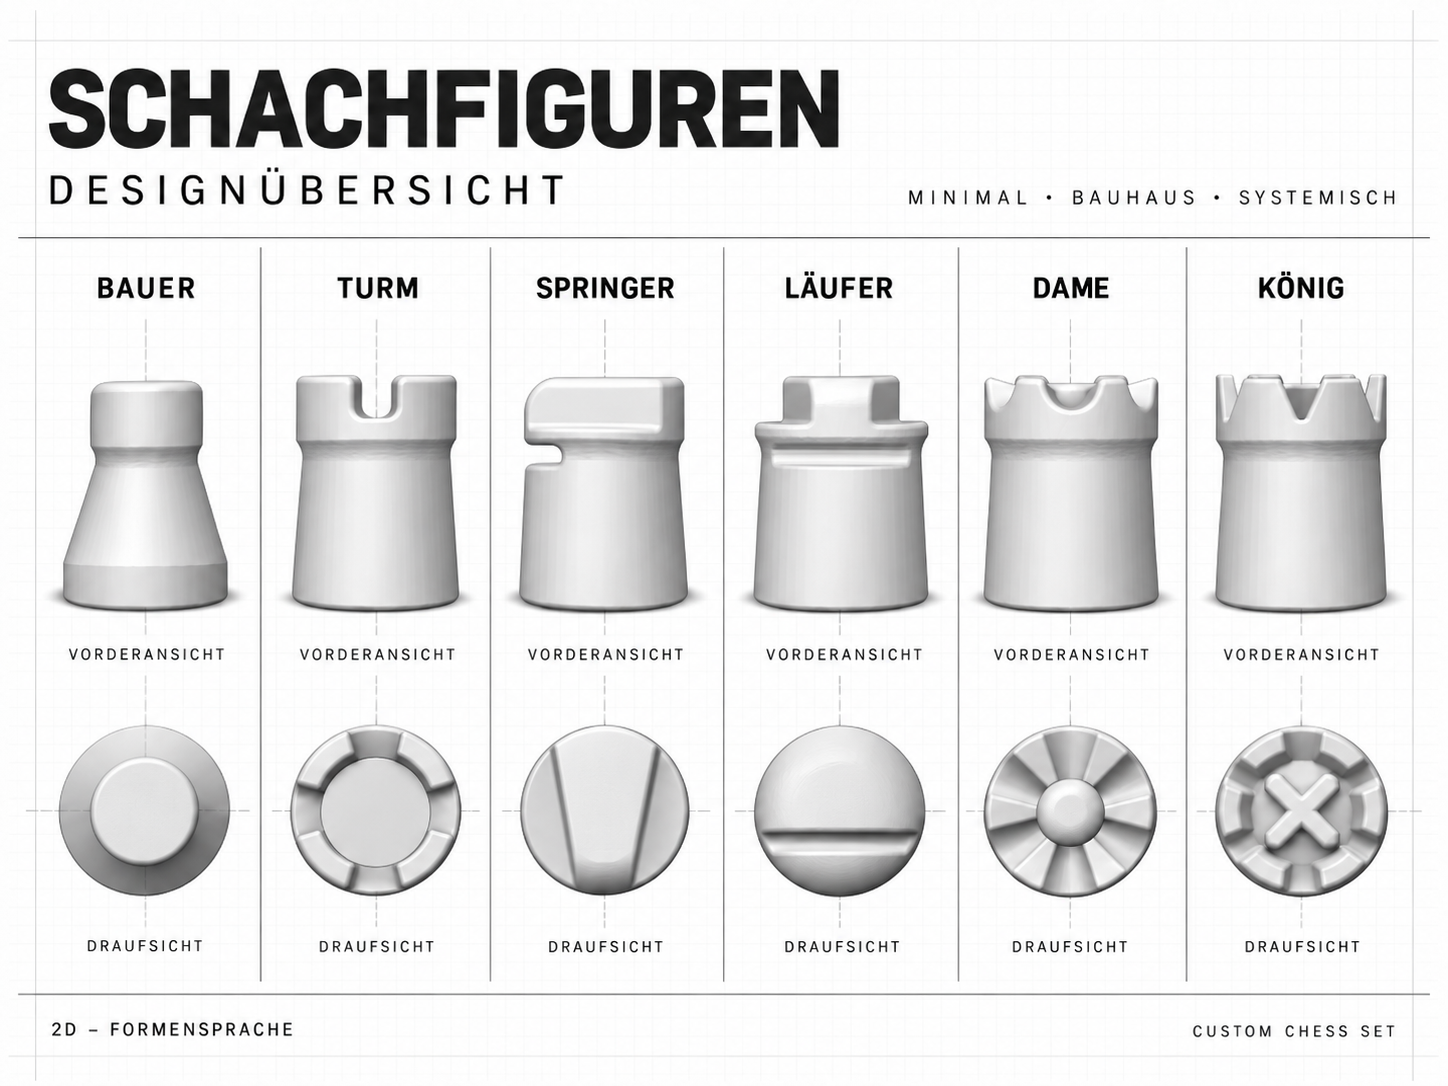 SCHACHFIGUREN
DESIGNÜBERSICHT
MINIMAL • BAUHAUS • SYSTEMISCH
BAUER
TURM
SPRINGER
LÄUFER
DAME
KÖNIG
VORDERANSICHT
VORDERANSICHT
VORDERANSICHT
VORDERANSICHT
VORDERANSICHT
VORDERANSICHT
DRAUFSICHT
DRAUFSICHT
DRAUFSICHT
DRAUFSICHT
DRAUFSICHT
DRAUFSICHT
2D – FORMENSPRACHE
CUSTOM CHESS SET